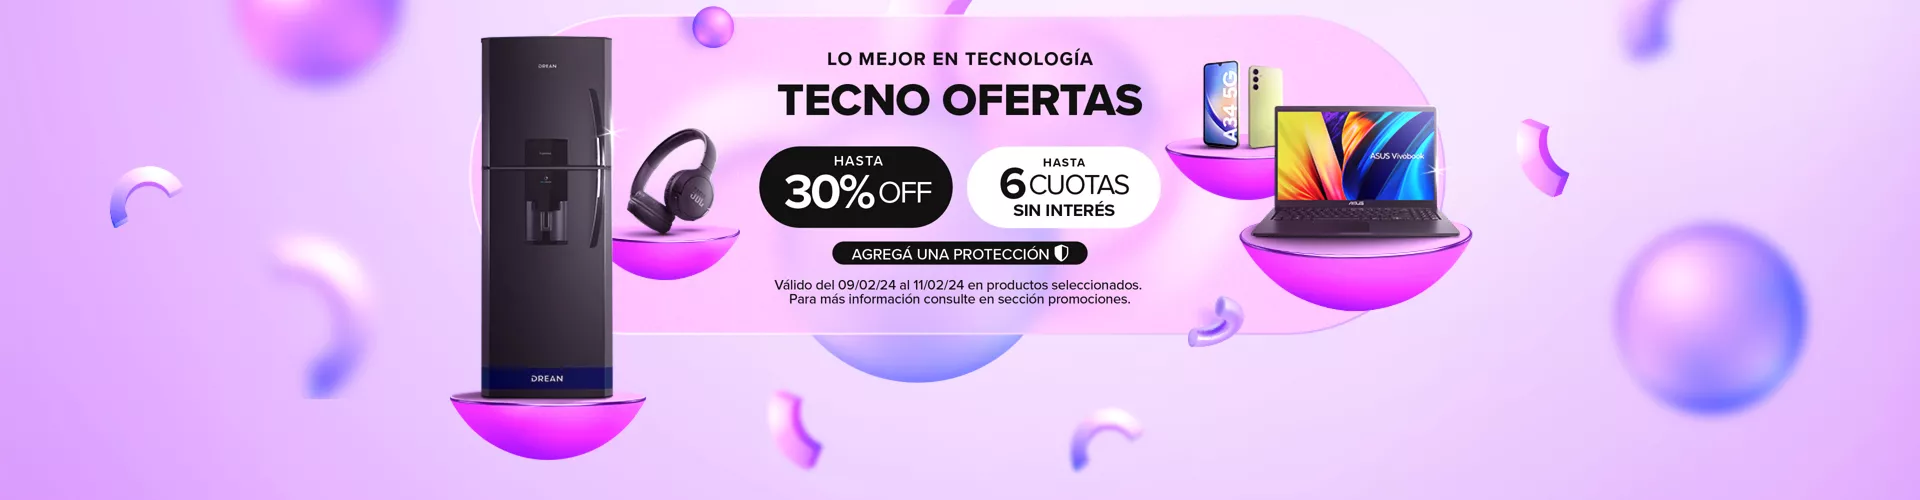 LO MEJOR EN TECNOLOGÍA
TECNO OFERTAS
HASTA
30% OFF
HASTA
6 CUOTAS
SIN INTERÉS
AGREGÁ UNA PROTECCIÓN
Válido del 09/02/24 al 11/02/24 en productos seleccionados.
Para más información consulte en sección promociones.
DREAN
DREAN
JBL
A34 5G
ASUS Vivobook
ASUS